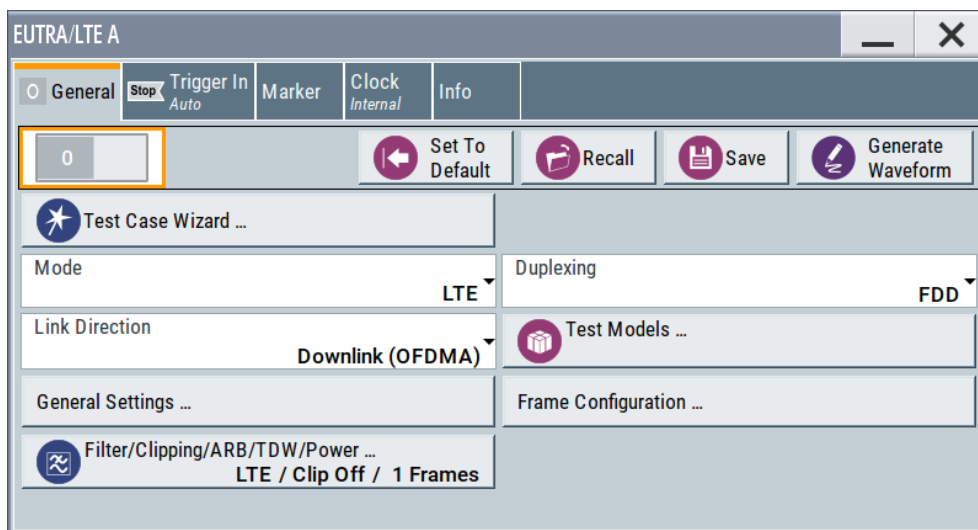 EUTRA/LTE A
0 General
Stop Trigger In
Auto
Marker
Clock
Internal
Info
0
Set To
Default
Recall
Save
Generate
Waveform
Test Case Wizard ...
Mode
LTE
Duplexing
FDD
Link Direction
Downlink (OFDMA)
Test Models ...
General Settings ...
Frame Configuration ...
Filter/Clipping/ARB/TDW/Power ...
LTE / Clip Off / 1 Frames